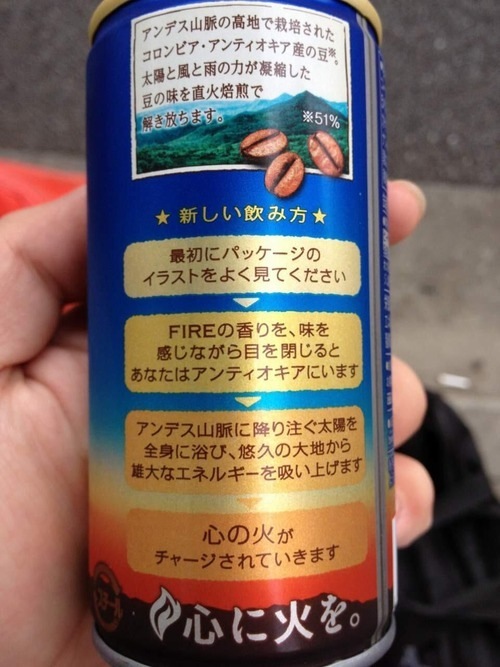 アンデス山脈の高地で栽培された
コロンビア・アンティオキア産の豆※。
太陽と風と雨の力が凝縮した
豆の味を直火焙煎で
解き放ちます。
※51%
★新しい飲み方★
最初にパッケージの
イラストをよく見てください
FIREの香りを、味を
感じながら目を閉じると
あなたはアンティオキアにいます
アンデス山脈に降り注ぐ太陽を
全身に浴び、悠久の大地から
雄大なエネルギーを吸い上げます
心の火が
チャージされていきます
スチール
心に火を。